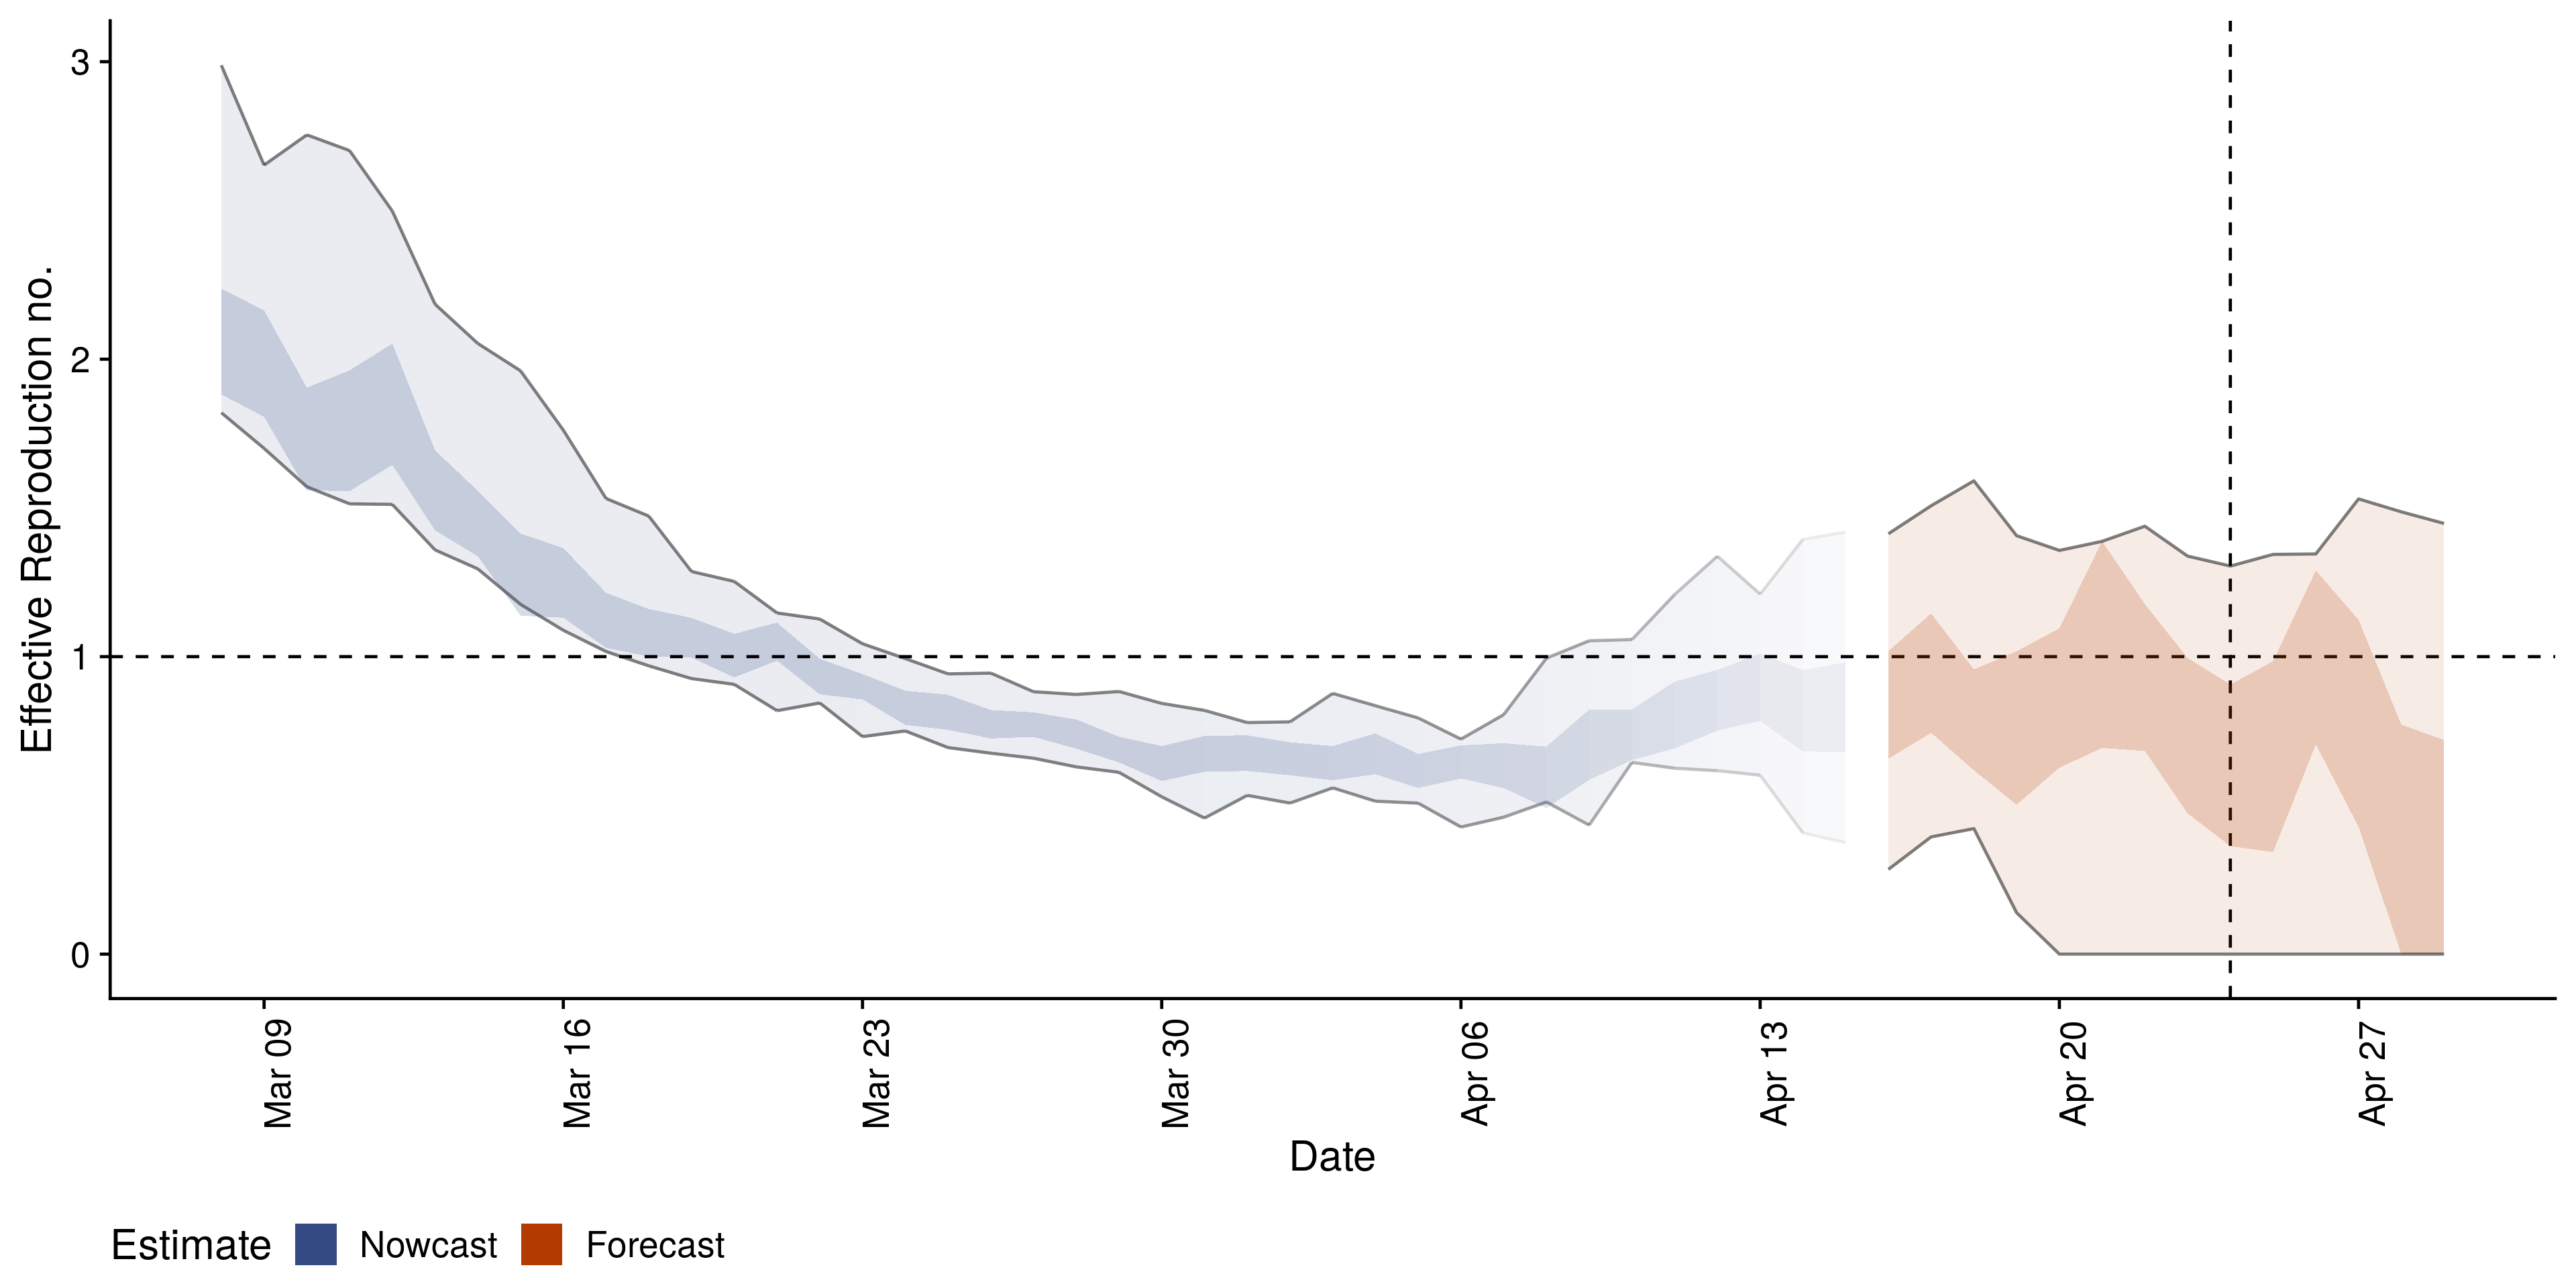 Effective Reproduction no.
3
2
1
0
Mar 09
Mar 16
Mar 23
Mar 30
Apr 06
Apr 13
Apr 20
Apr 27
Date
Estimate Nowcast Forecast